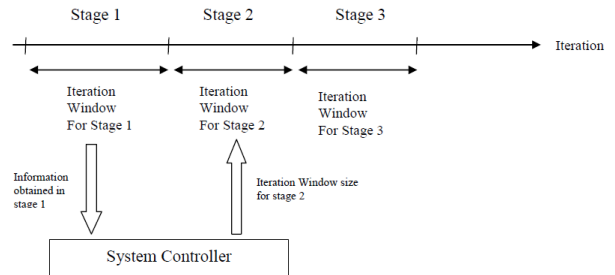 Stage 1
Stage 2
Stage 3
Iteration
Iteration
Window
For Stage 1
Iteration
Window
For Stage 2
Iteration
Window
For Stage 3
Information
obtained in
stage 1
Iteration Window size
for stage 2
System Controller